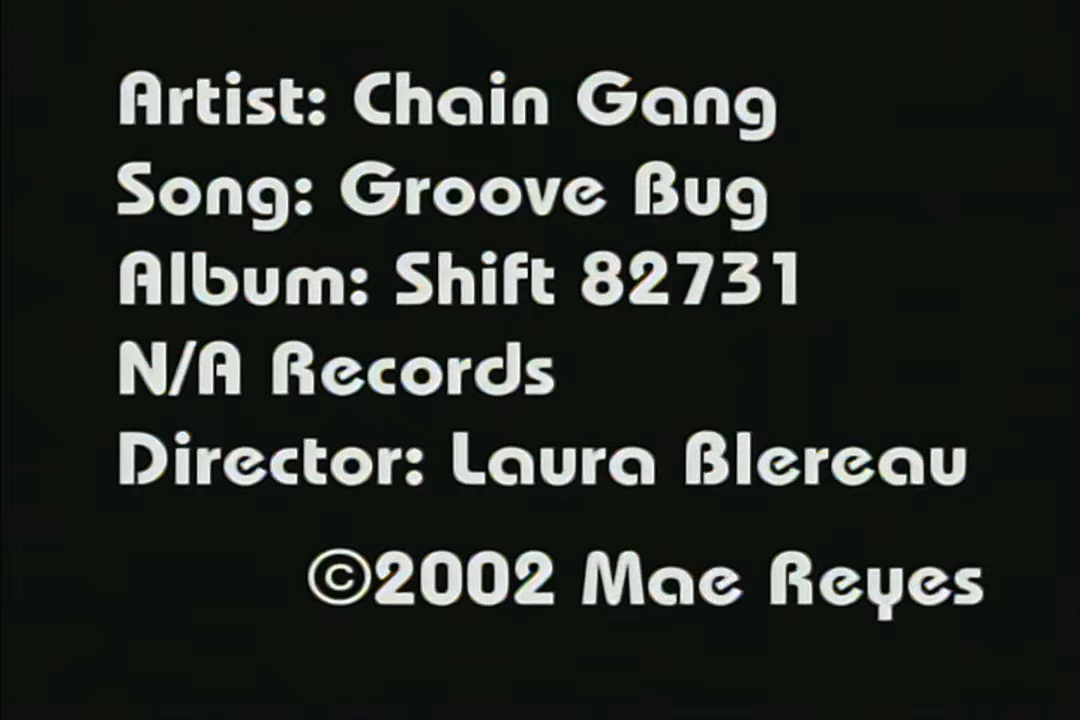 Artist: Chain Gang
Song: Groove Bug
Album: Shift 82731
N/A Records
Director: Laura Blereau
©2002 Mae Reyes